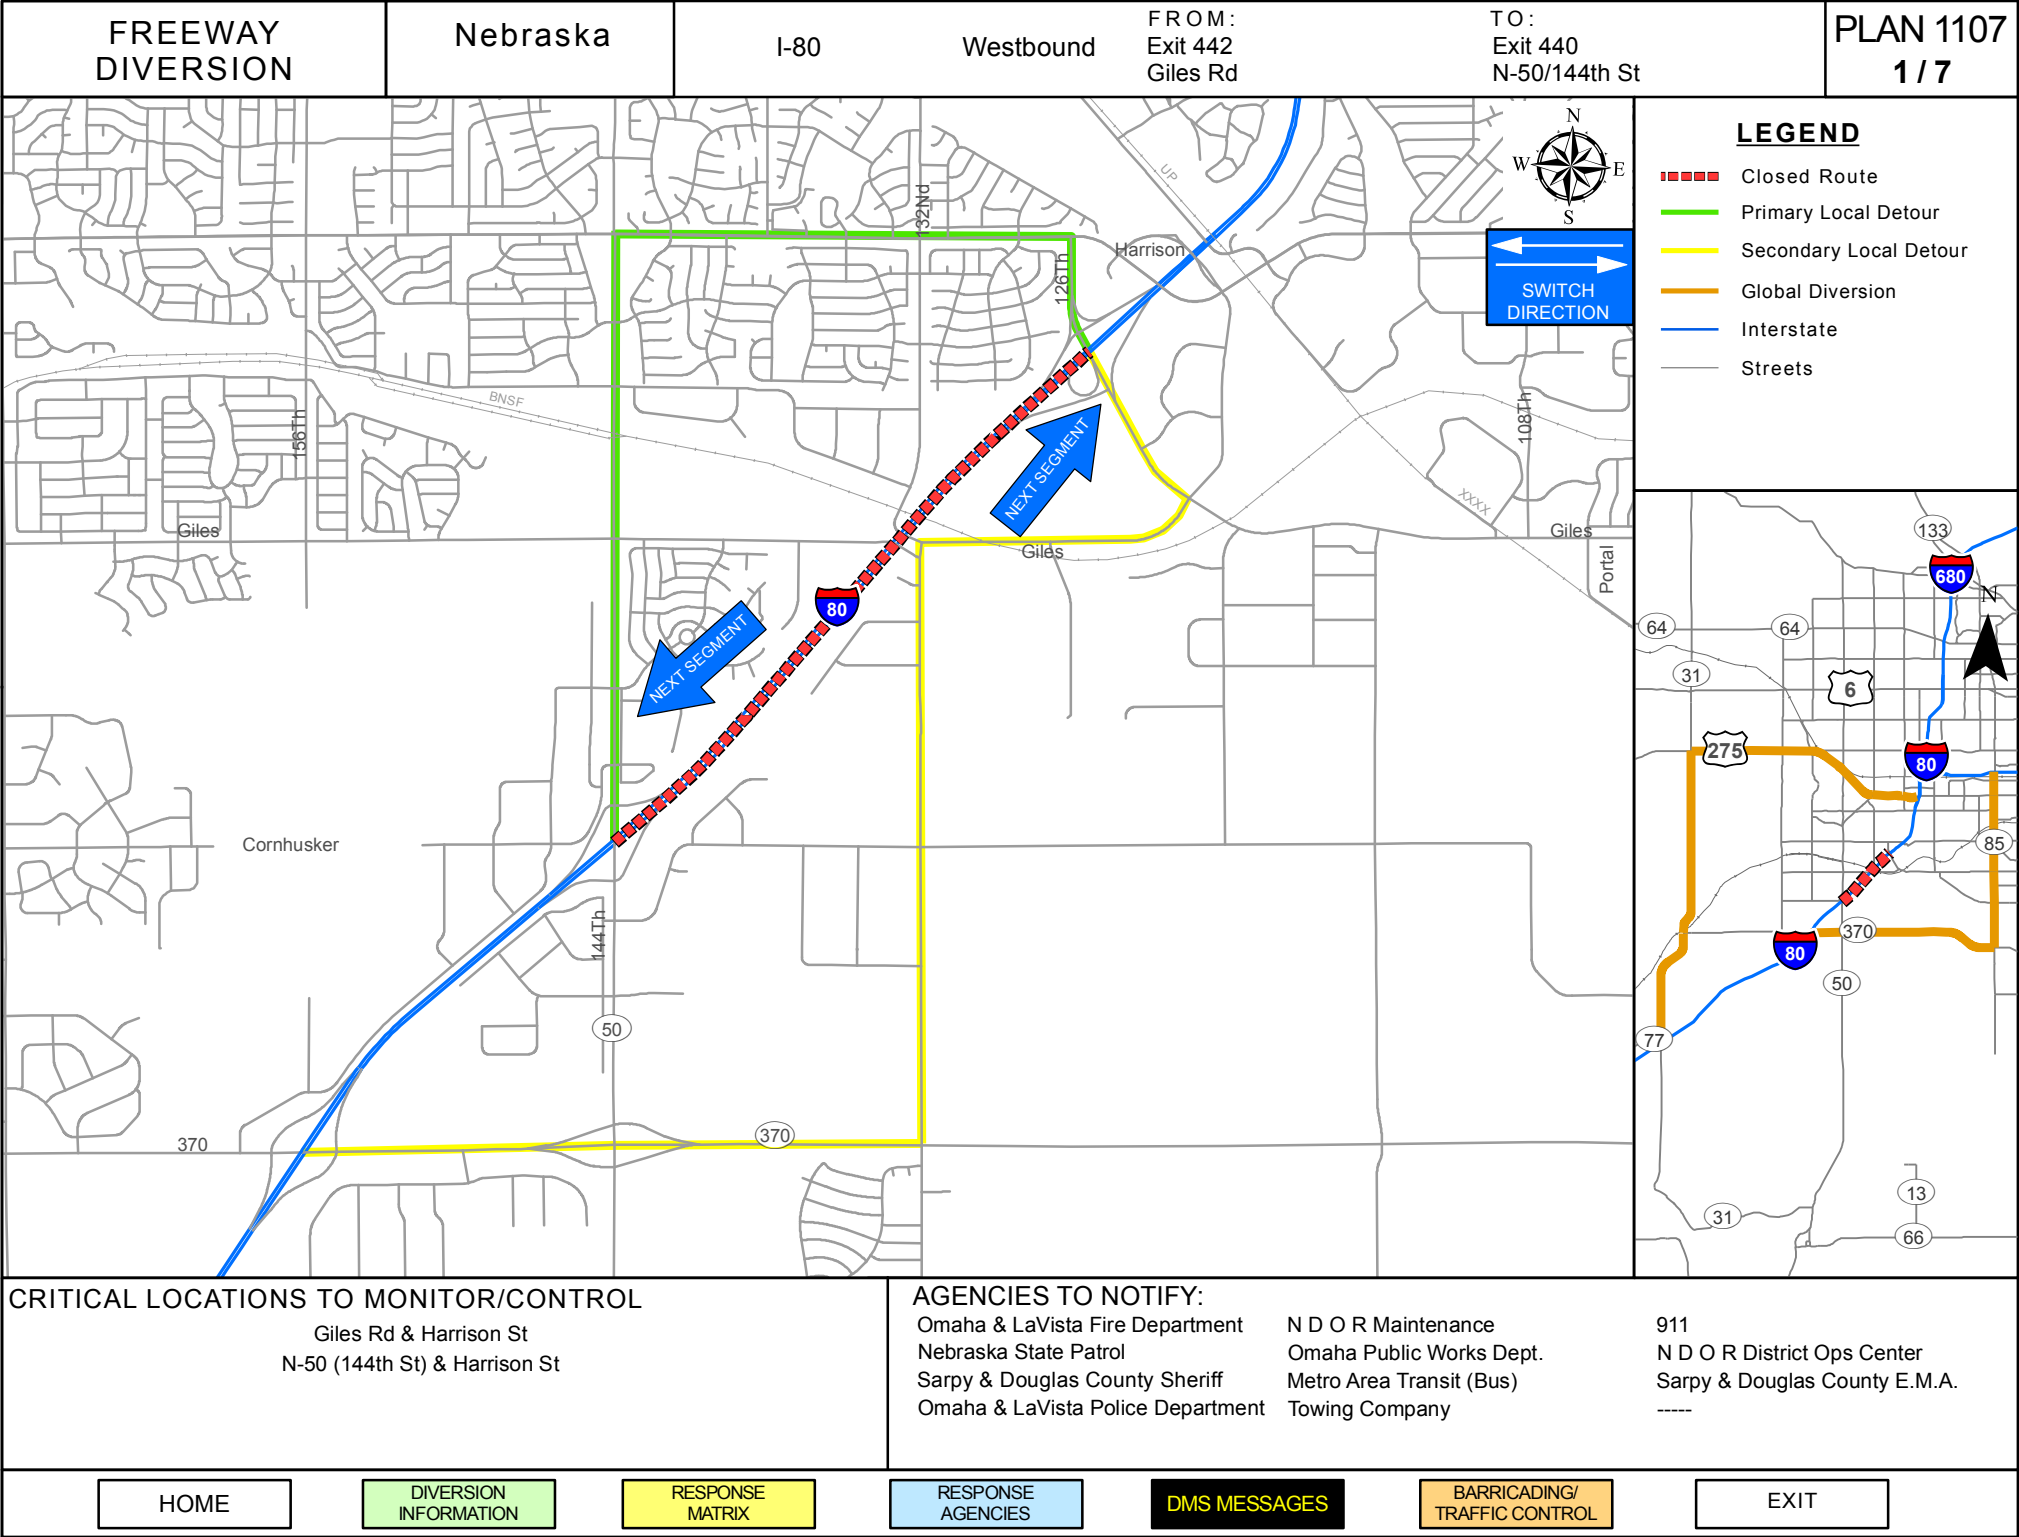 FREEWAY
DIVERSION
Nebraska
I-80
Westbound
FROM:
Exit 442
Giles Rd
TO:
Exit 440
N-50/144th St
PLAN 1107
1 / 7
N
W
E
S
SWITCH
DIRECTION
LEGEND
Closed Route
Primary Local Detour
Secondary Local Detour
Global Diversion
Interstate
Streets
UP
132Nd
Harrison
126Th
BNSF
156Th
108Th
NEXT SEGMENT
XXXX
Giles
Giles
Giles
Portal
80
NEXT SEGMENT
Cornhusker
144Th
50
370
370
133
680
N
64
64
31
6
275
80
85
370
80
50
77
13
31
66
CRITICAL LOCATIONS TO MONITOR/CONTROL
Giles Rd & Harrison St
N-50 (144th St) & Harrison St
AGENCIES TO NOTIFY:
Omaha & LaVista Fire Department
Nebraska State Patrol
Sarpy & Douglas County Sheriff
Omaha & LaVista Police Department
N D O R Maintenance
Omaha Public Works Dept.
Metro Area Transit (Bus)
Towing Company
911
N D O R District Ops Center
Sarpy & Douglas County E.M.A.
-----
HOME
DIVERSION
INFORMATION
RESPONSE
MATRIX
RESPONSE
AGENCIES
DMS MESSAGES
BARRICADING/
TRAFFIC CONTROL
EXIT